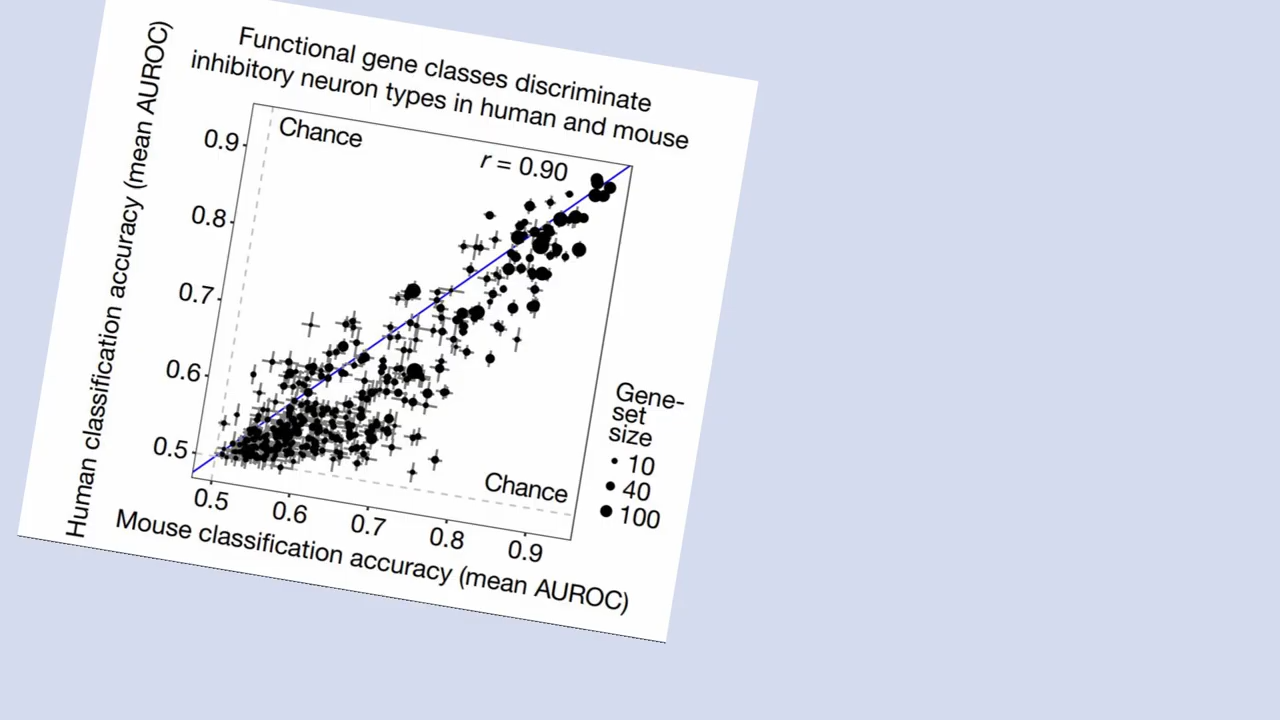 Functional gene classes discriminate
inhibitory neuron types in human and mouse
Human classification accuracy (mean AUROC)
0.9
0.8
0.7
0.6
0.5
Chance
r = 0.90
Chance
0.5 0.6 0.7 0.8 0.9
Mouse classification accuracy (mean AUROC)
Gene-
set
size
10
40
100